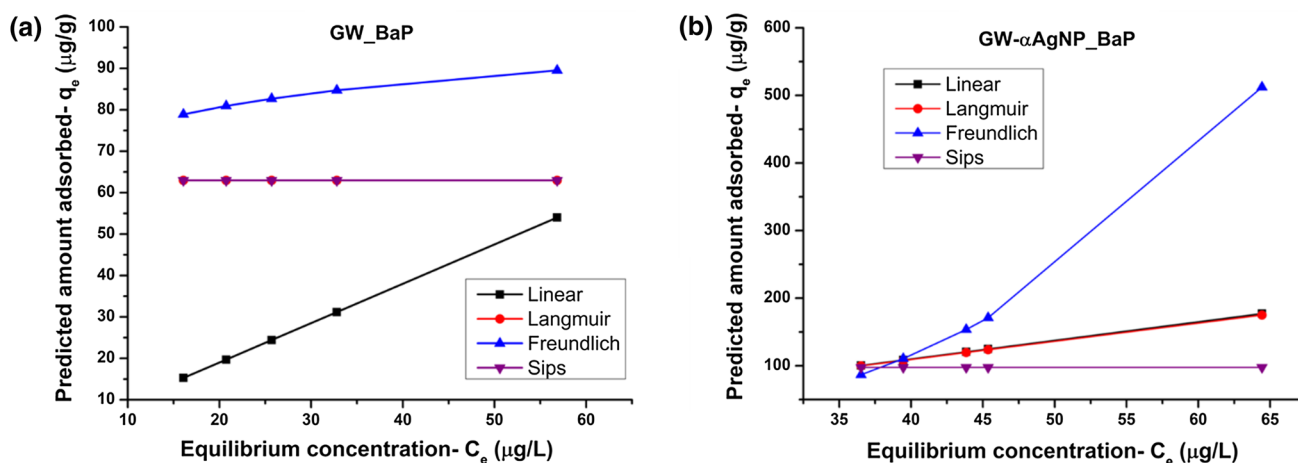 (a)
GW_BaP
Predicted amount adsorbed- qe (μg/g)
100
90
80
70
60
50
40
30
20
10
Linear
Langmuir
Freundlich
Sips
10 20 30 40 50 60
Equilibrium concentration- Ce (μg/L)
(b)
GW-αAgNP_BaP
Predicted amount adsorbed- qe (μg/g)
600
500
400
300
200
100
Linear
Langmuir
Freundlich
Sips
35 40 45 50 55 60 65
Equilibrium concentration- Ce (μg/L)